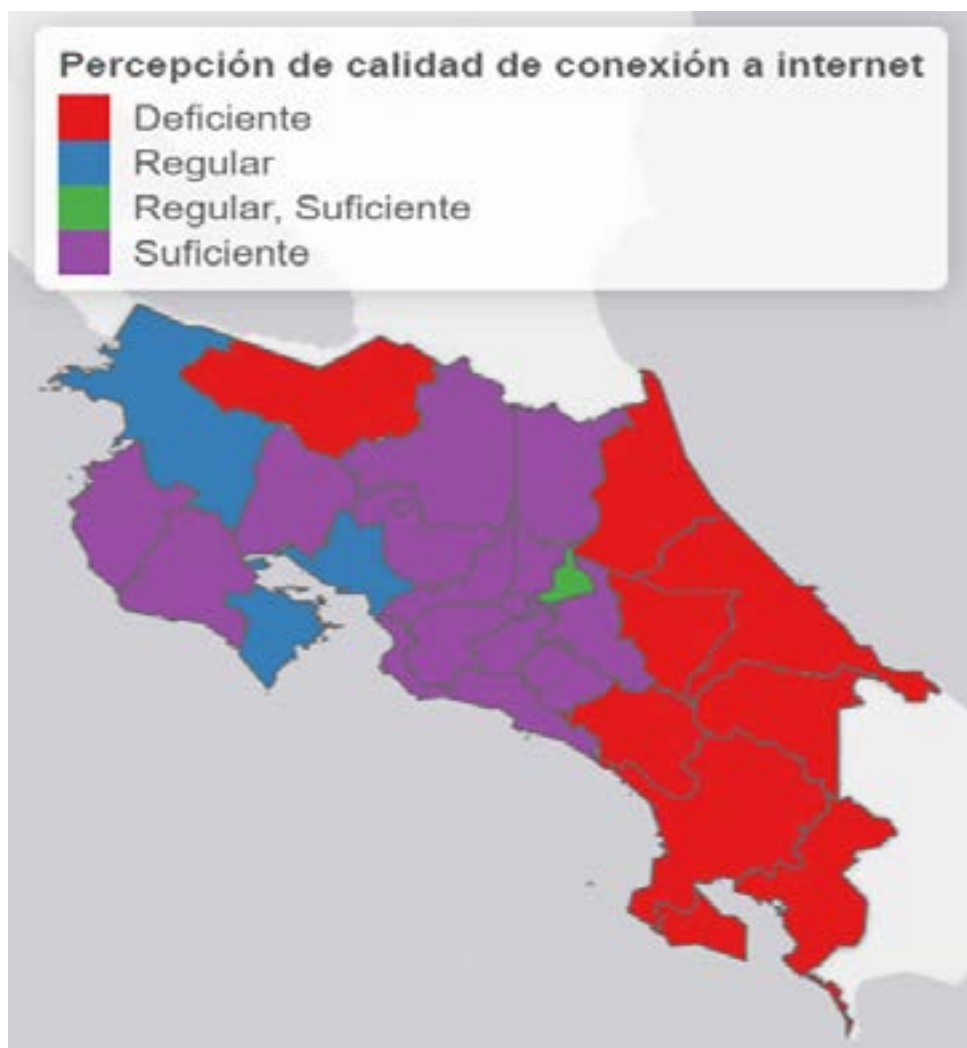 Percepción de calidad de conexión a internet
Deficiente
Regular
Regular, Suficiente
Suficiente